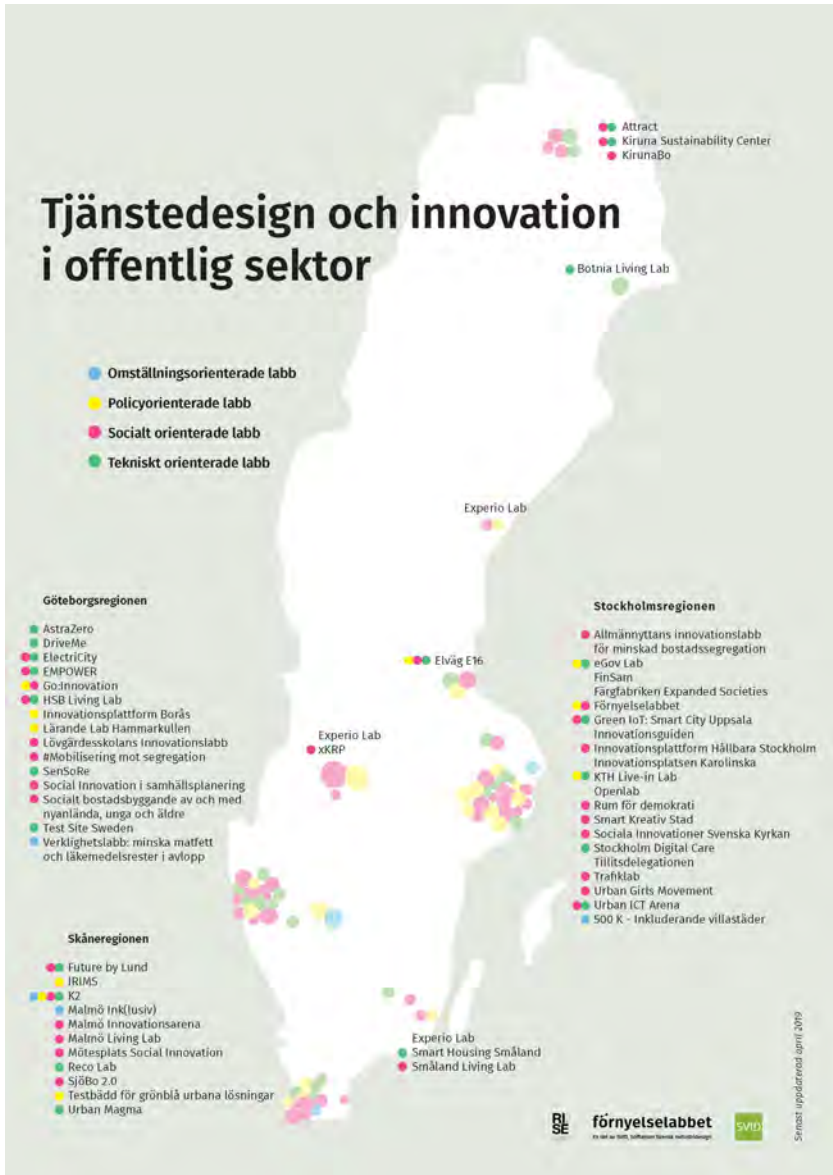 Attract
Kiruna Sustainability Center
KirunaBo
Tjänstedesign och innovation
i offentlig sektor
Botnia Living Lab
Omställningsorienterade labb
Policyorienterade labb
Socialt orienterade labb
Tekniskt orienterade labb
Experio Lab
Göteborgsregionen
AstraZero
DriveMe
ElectriCity
EMPOWER
Go:Innovation
HSB Living Lab
Innovationsplattform Borås
Lärande Lab Hammarkullen
Lövgärdesskolans Innovationslabb
#Mobilisering mot segregation
SenSoRe
Social Innovation i samhällsplanering
Socialt bostadsbyggande av och med
nyanlända, unga och äldre
Test Site Sweden
Verklighetslabb: minska matfett
och läkemedelsrester i avlopp
Elväg E16
Experio Lab
xKRP
Stockholmsregionen
Allmännyttans innovationslabb
för minskad bostadssegregation
eGov Lab
FinSam
Färgfabriken Expanded Societies
Förnyelselabbet
Green IoT: Smart City Uppsala
Innovationsguiden
Innovationsplattform Hållbara Stockholm
Innovationsplatsen Karolinska
KTH Live-in Lab
Openlab
Rum för demokrati
Smart Kreativ Stad
Sociala Innovationer Svenska Kyrkan
Stockholm Digital Care
Tillitsdelegationen
Trafiklab
Urban Girls Movement
Urban ICT Arena
500 K - Inkluderande villastäder
Skåneregionen
Future by Lund
IRIMS
K2
Malmö Ink(lusiv)
Malmö Innovationsarena
Malmö Living Lab
Mötesplats Social Innovation
Reco Lab
SjöBo 2.0
Testbädd för grönblå urbana lösningar
Urban Magma
Experio Lab
Smart Housing Småland
Småland Living Lab
RI
SE
förnyelselabbet
SVID
Senast uppdaterad april 2019